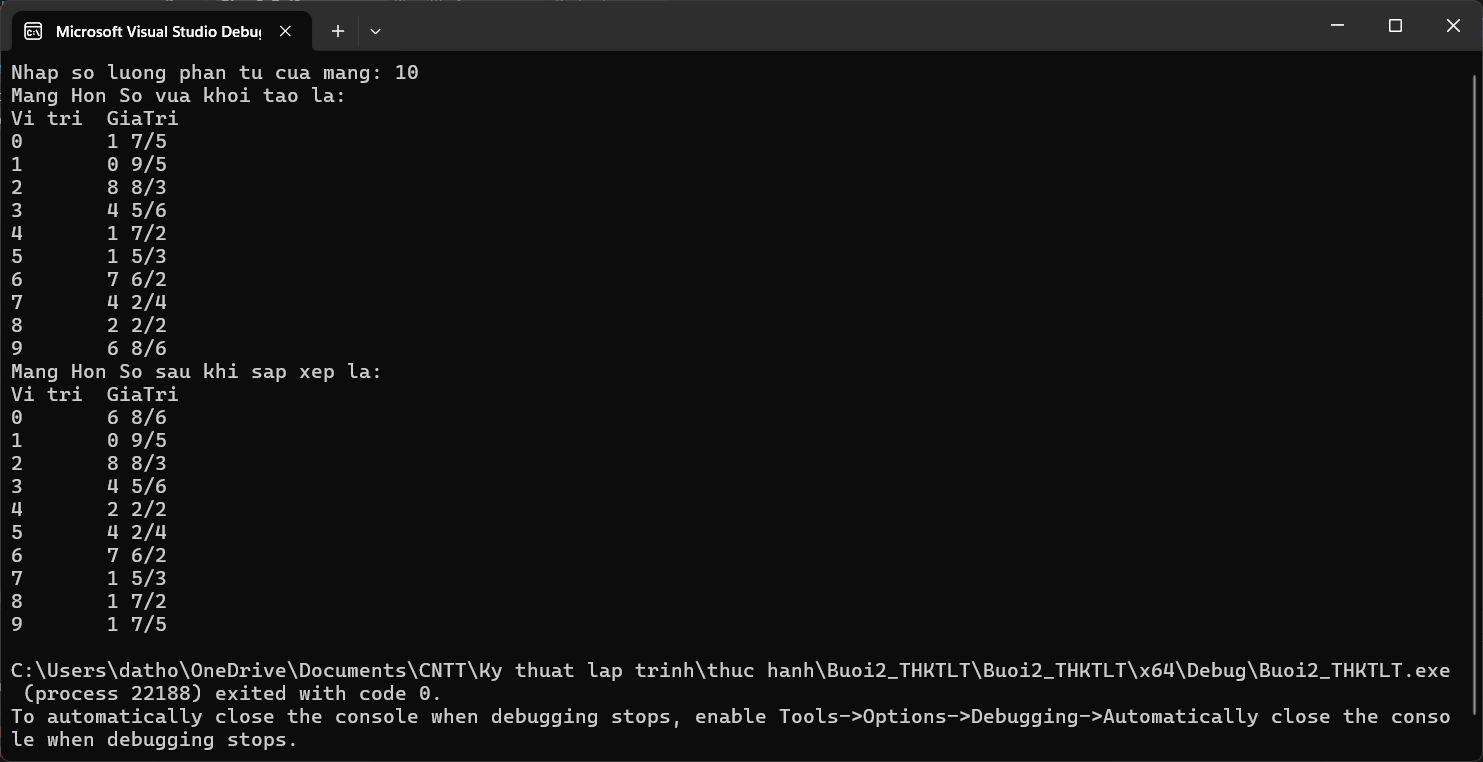 Microsoft Visual Studio Debu
Nhap so luong phan tu cua mang: 10
Mang Hon So vua khoi tao la:
Vi tri  GiaTri
0       1 7/5
1       0 9/5
2       8 8/3
3       4 5/6
4       1 7/2
5       1 5/3
6       7 6/2
7       4 2/4
8       2 2/2
9       6 8/6
Mang Hon So sau khi sap xep la:
Vi tri  GiaTri
0       6 8/6
1       0 9/5
2       8 8/3
3       4 5/6
4       2 2/2
5       4 2/4
6       7 6/2
7       1 5/3
8       1 7/2
9       1 7/5
C:\Users\datho\OneDrive\Documents\CNTT\Ky thuat lap trinh\thuc hanh\Buoi2_THKTLT\Buoi2_THKTLT\x64\Debug\Buoi2_THKTLT.exe
 (process 22188) exited with code 0.
To automatically close the console when debugging stops, enable Tools->Options->Debugging->Automatically close the conso
le when debugging stops.